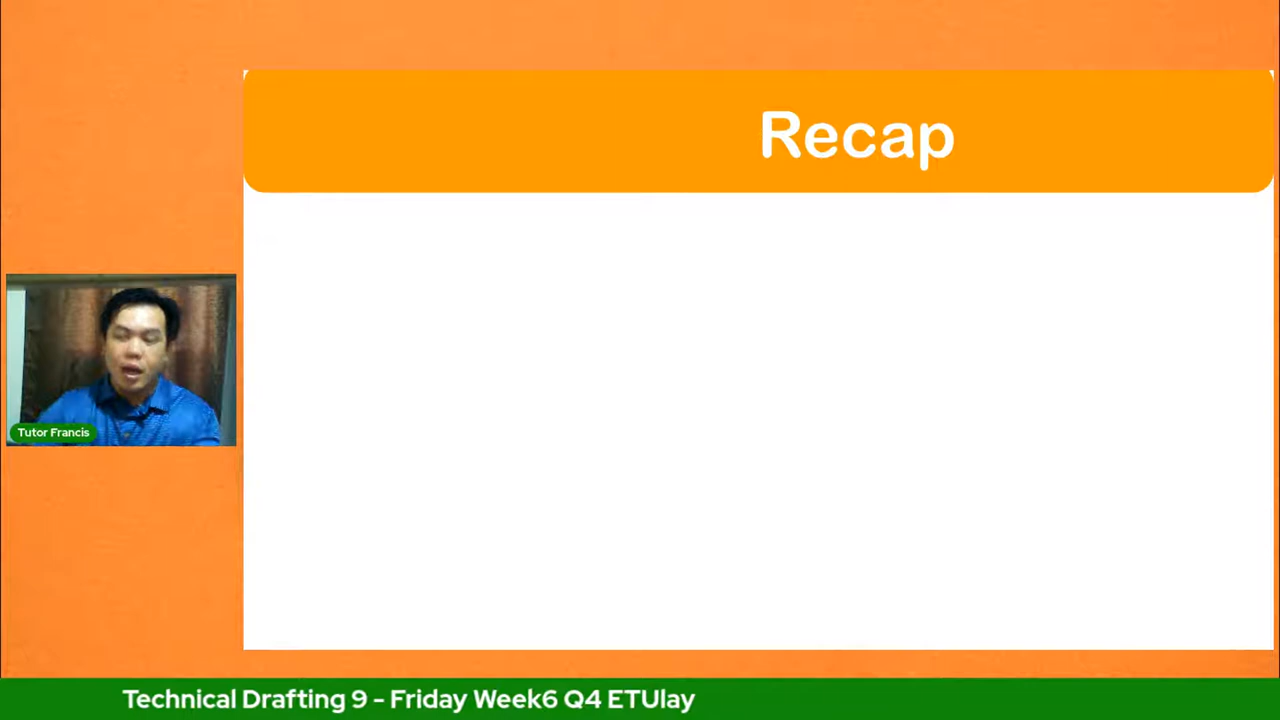 Recap
Tutor Francis
Technical Drafting 9 - Friday Week6 Q4 ETUlay